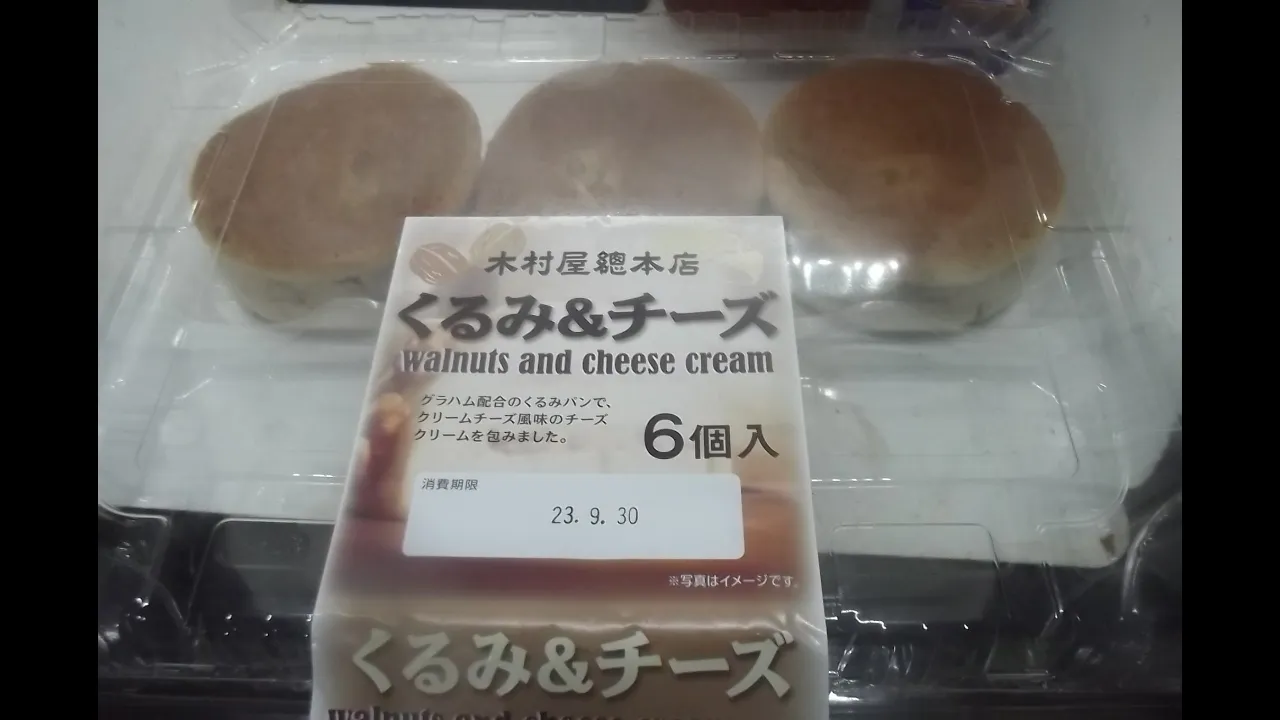 木村屋總本店
くるみ&チーズ
walnuts and cheese cream
グラハム配合のくるみパンで、
クリームチーズ風味のチーズ
クリームを包みました。
6個入
消費期限
23. 9. 30
※写真はイメージです。
くるみ&チーズ
walnuts and cheese cream